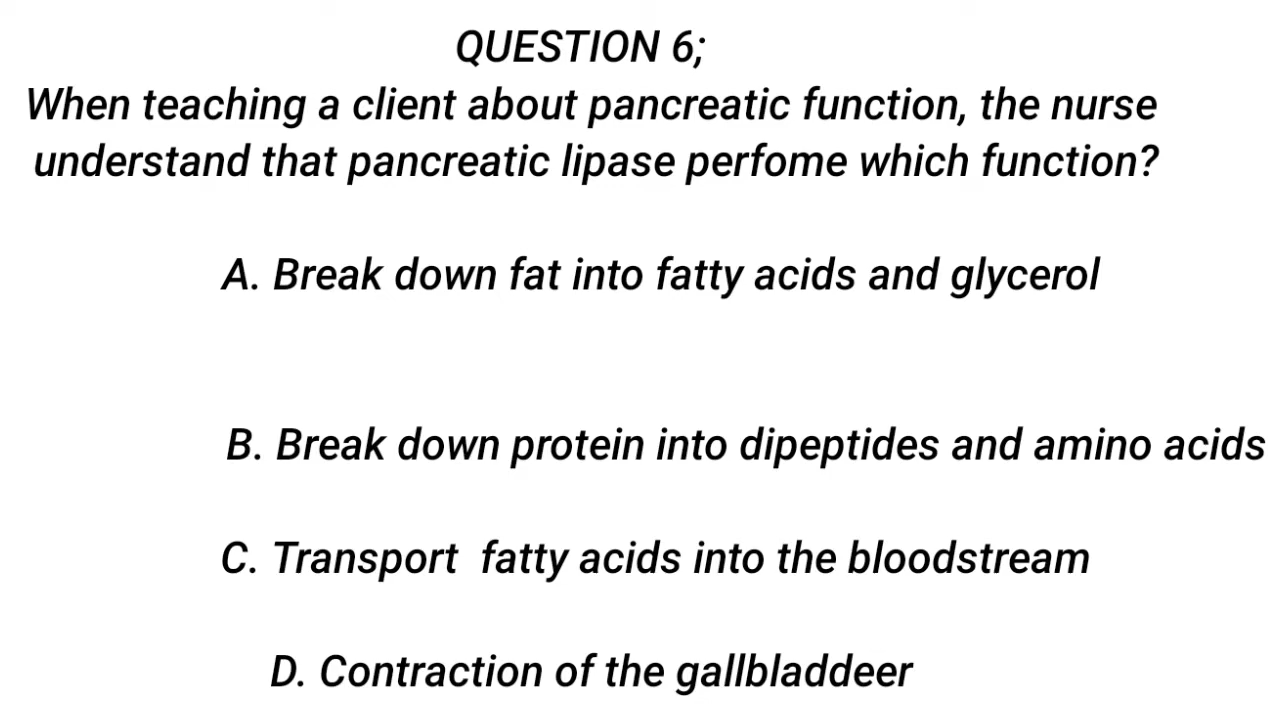 QUESTION 6;
When teaching a client about pancreatic function, the nurse
understand that pancreatic lipase perfome which function?
A. Break down fat into fatty acids and glycerol
B. Break down protein into dipeptides and amino acids
C. Transport  fatty acids into the bloodstream
D. Contraction of the gallbladdeer